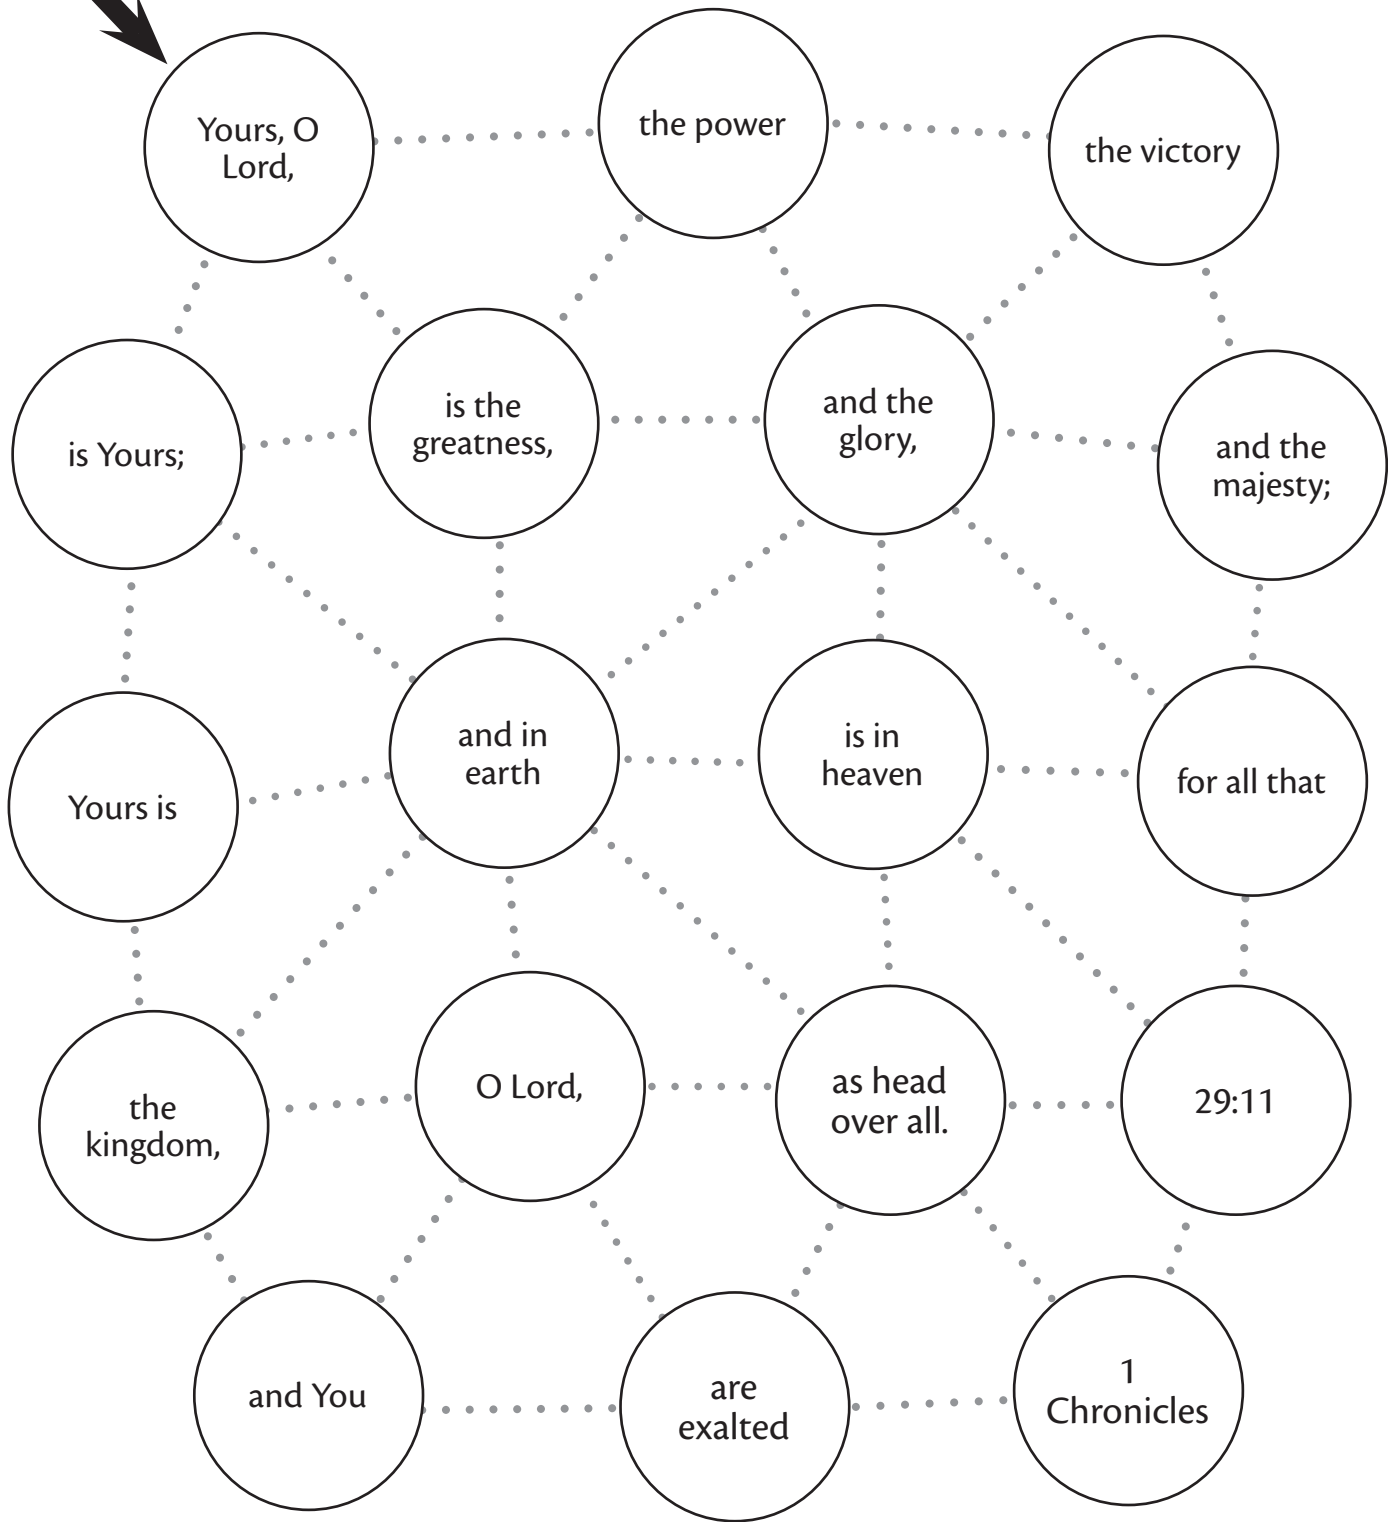 Yours, O
Lord,
the power
the victory
is Yours;
is the
greatness,
and the
glory,
and the
majesty;
Yours is
and in
earth
is in
heaven
for all that
the
kingdom,
O Lord,
as head
over all.
29:11
and You
are
exalted
1
Chronicles